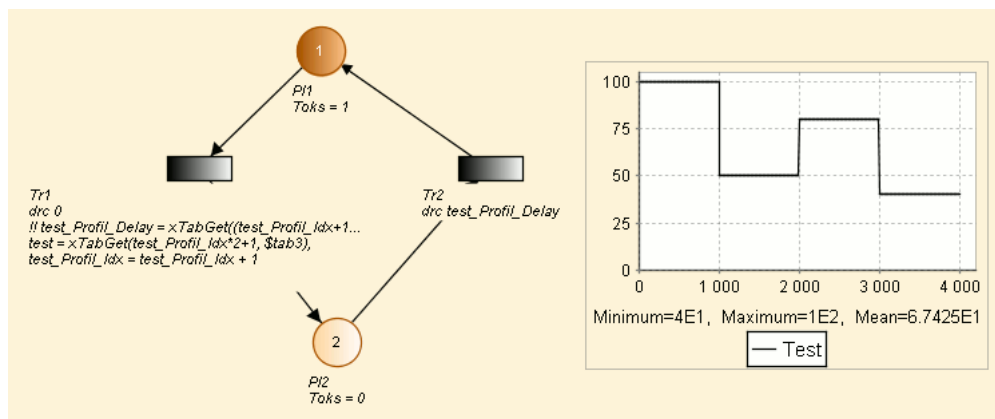 1
Pl1
Toks = 1
Tr1
drc 0
!! test_Profil_Delay = xTabGet((test_Profil_Idx+1...
test = xTabGet(test_Profil_Idx*2+1, $tab3),
test_Profil_Idx = test_Profil_Idx + 1
Tr2
drc test_Profil_Delay
2
Pl2
Toks = 0
100
75
50
25
0
0 1 000 2 000 3 000 4 000
Minimum=4E1, Maximum=1E2, Mean=6.7425E1
Test